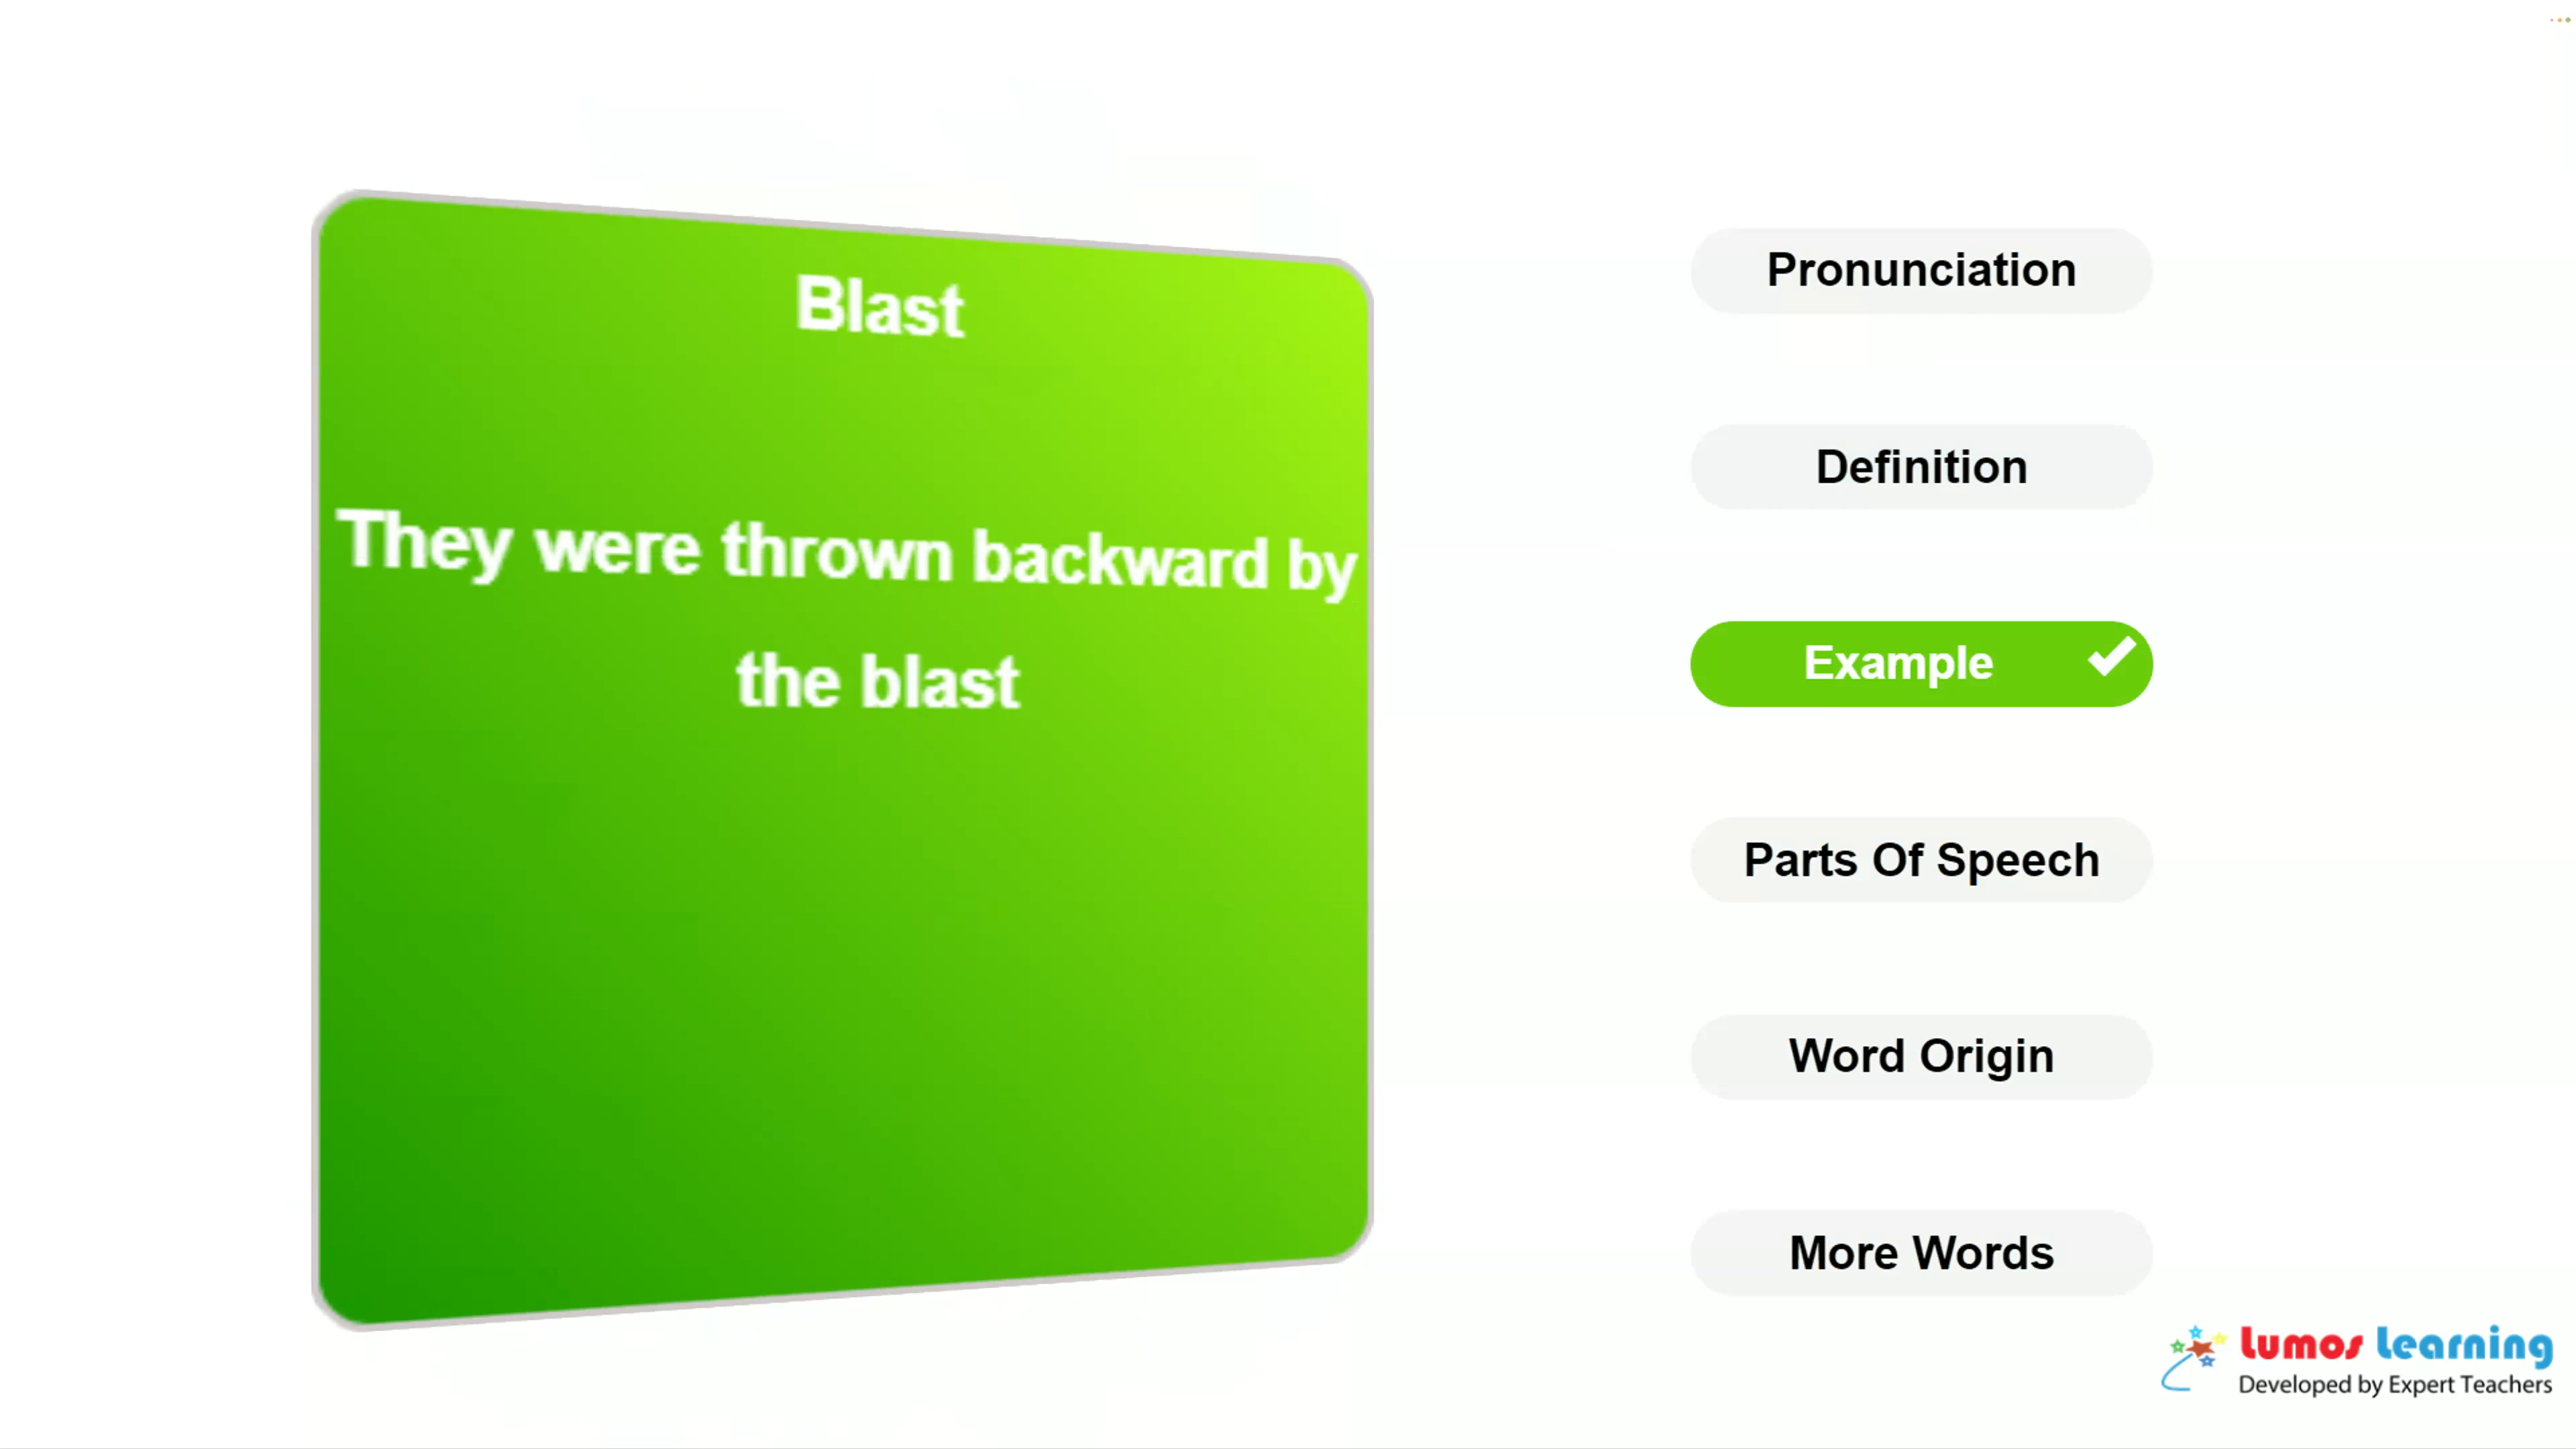 Blast
They were thrown backward by
the blast
Pronunciation
Definition
Example
Parts Of Speech
Word Origin
More Words
Lumos Learning
Developed by Expert Teachers